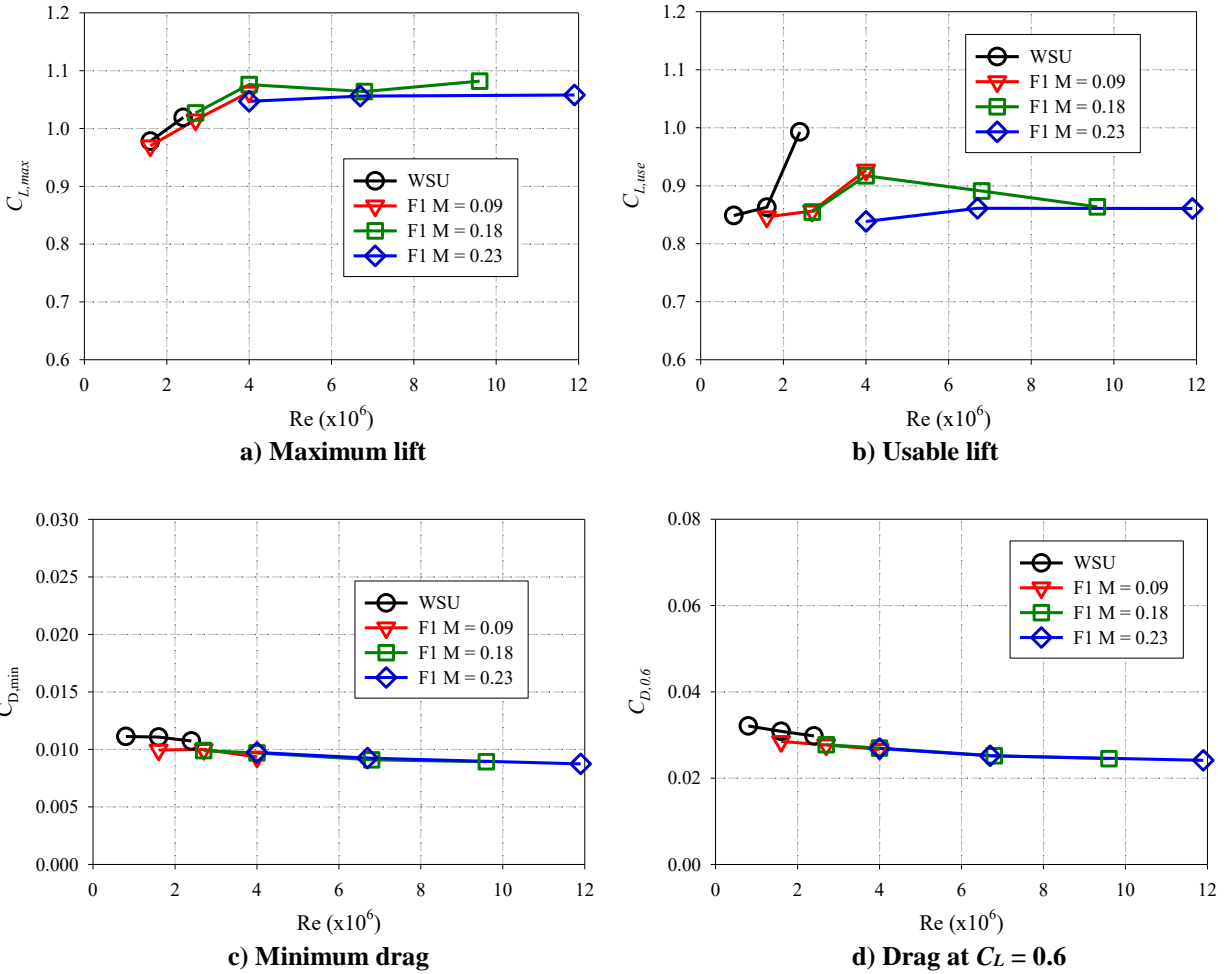 1.2
1.1
1.0
0.9
0.8
0.7
0.6
C_L,max
WSU
F1 M = 0.09
F1 M = 0.18
F1 M = 0.23
0 2 4 6 8 10 12
Re (x10^6)
a) Maximum lift
1.2
1.0
0.9
0.8
0.7
0.6
C_L,use
WSU
F1 M = 0.09
F1 M = 0.18
F1 M = 0.23
0 2 4 6 8 10 12
Re (x10^6)
b) Usable lift
0.030
0.025
0.020
0.015
0.010
0.005
0.000
C_D,min
WSU
F1 M = 0.09
F1 M = 0.18
F1 M = 0.23
0 2 4 6 8 10 12
Re (x10^6)
c) Minimum drag
0.08
0.06
0.04
0.02
0.00
C_D,0.6
WSU
F1 M = 0.09
F1 M = 0.18
F1 M = 0.23
0 2 4 6 8 10 12
Re (x10^6)
d) Drag at C_L = 0.6